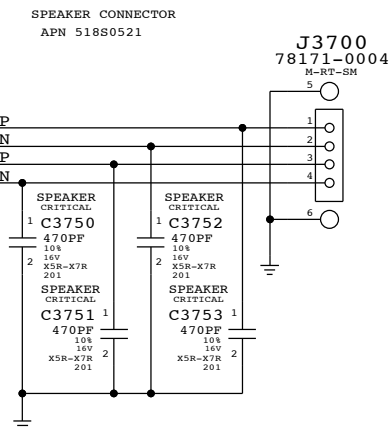 SPEAKER CONNECTOR
APN 518S0521
J3700
78171-0004
M-RT-SM
5
P
1
N
2
P
3
N
4
6
SPEAKER
CRITICAL
1
C3750
470PF
10%
16V
2
X5R-X7R
201
SPEAKER
CRITICAL
1
C3752
470PF
10%
16V
2
X5R-X7R
201
SPEAKER
CRITICAL
C3751
1
470PF
10%
16V
X5R-X7R
2
201
SPEAKER
CRITICAL
C3753
1
470PF
10%
16V
X5R-X7R
2
201